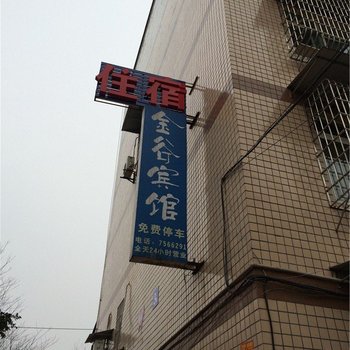 住宿
金谷宾馆
免费停车
电话：7566291
全天24小时营业